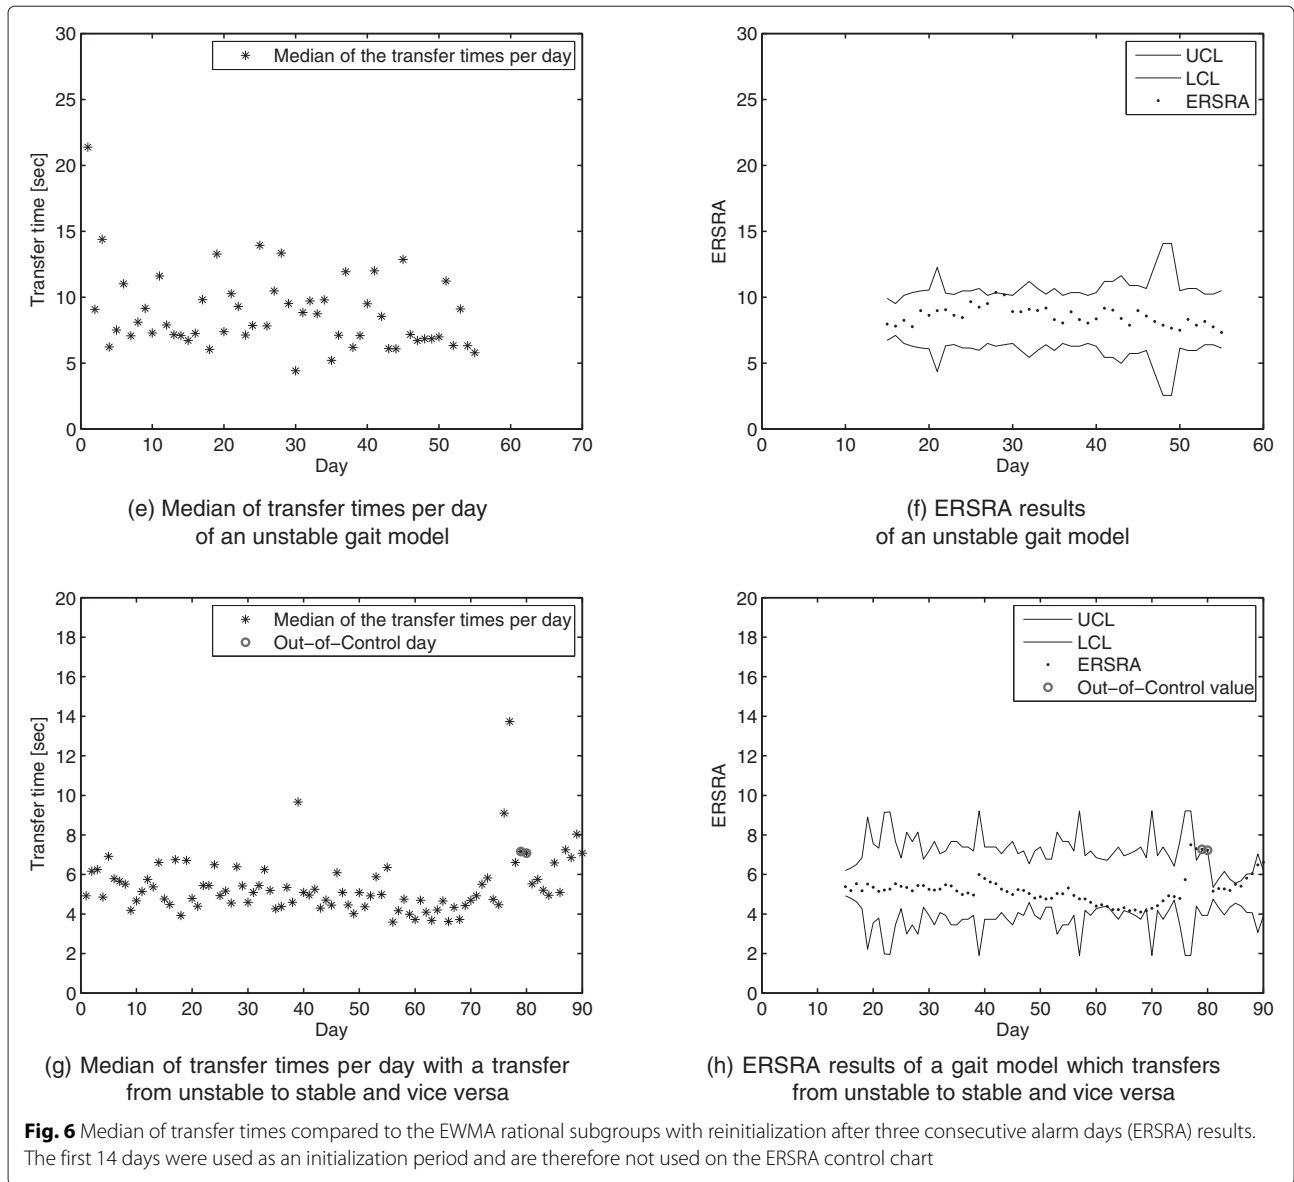 30
25
20
15
10
5
0
0 10 20 30 40 50 60 70
Transfer time [sec]
Day
Median of the transfer times per day
(e) Median of transfer times per day
of an unstable gait model
30
25
20
15
10
5
0
0 10 20 30 40 50 60
ERSRA
Day
UCL
LCL
ERSRA
(f) ERSRA results
of an unstable gait model
20
18
16
14
12
10
8
6
4
2
0
0 10 20 30 40 50 60 70 80 90
Transfer time [sec]
Day
Median of the transfer times per day
Out−of−Control day
(g) Median of transfer times per day with a transfer
from unstable to stable and vice versa
20
18
16
14
12
10
8
6
4
2
0
0 10 20 30 40 50 60 70 80 90
ERSRA
Day
UCL
LCL
ERSRA
Out−of−Control value
(h) ERSRA results of a gait model which transfers
from unstable to stable and vice versa
Fig. 6 Median of transfer times compared to the EWMA rational subgroups with reinitialization after three consecutive alarm days (ERSRA) results.
The first 14 days were used as an initialization period and are therefore not used on the ERSRA control chart